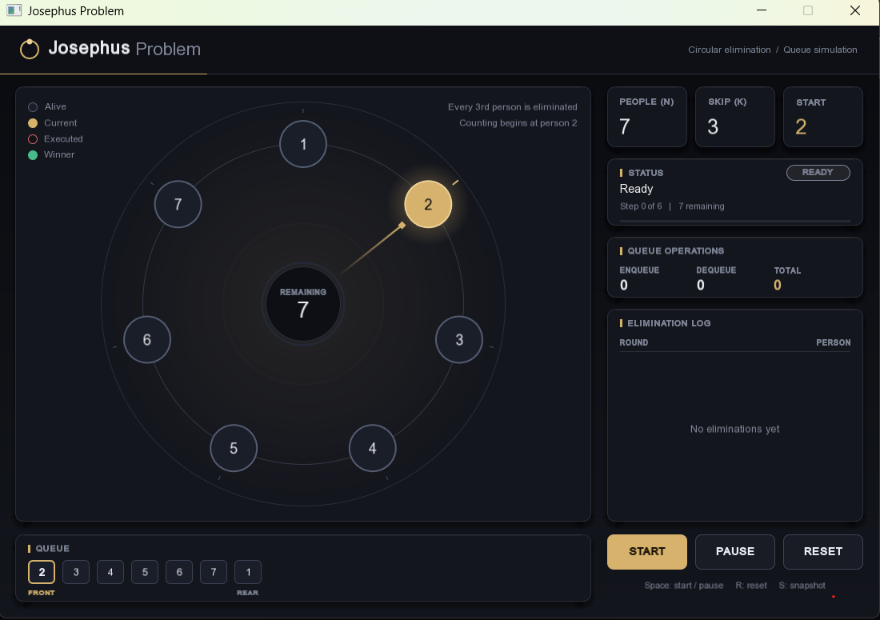 Josephus Problem
Josephus Problem
Circular elimination / Queue simulation
Alive
Current
Executed
Winner
Every 3rd person is eliminated
Counting begins at person 2
1
2
3
4
5
6
7
REMAINING
7
PEOPLE (N)
7
SKIP (K)
3
START
2
STATUS
READY
Ready
Step 0 of 6 | 7 remaining
QUEUE OPERATIONS
ENQUEUE DEQUEUE TOTAL
0 0 0
ELIMINATION LOG
ROUND PERSON
No eliminations yet
QUEUE
2 3 4 5 6 7 1
FRONT REAR
START PAUSE RESET
Space: start / pause R: reset S: snapshot